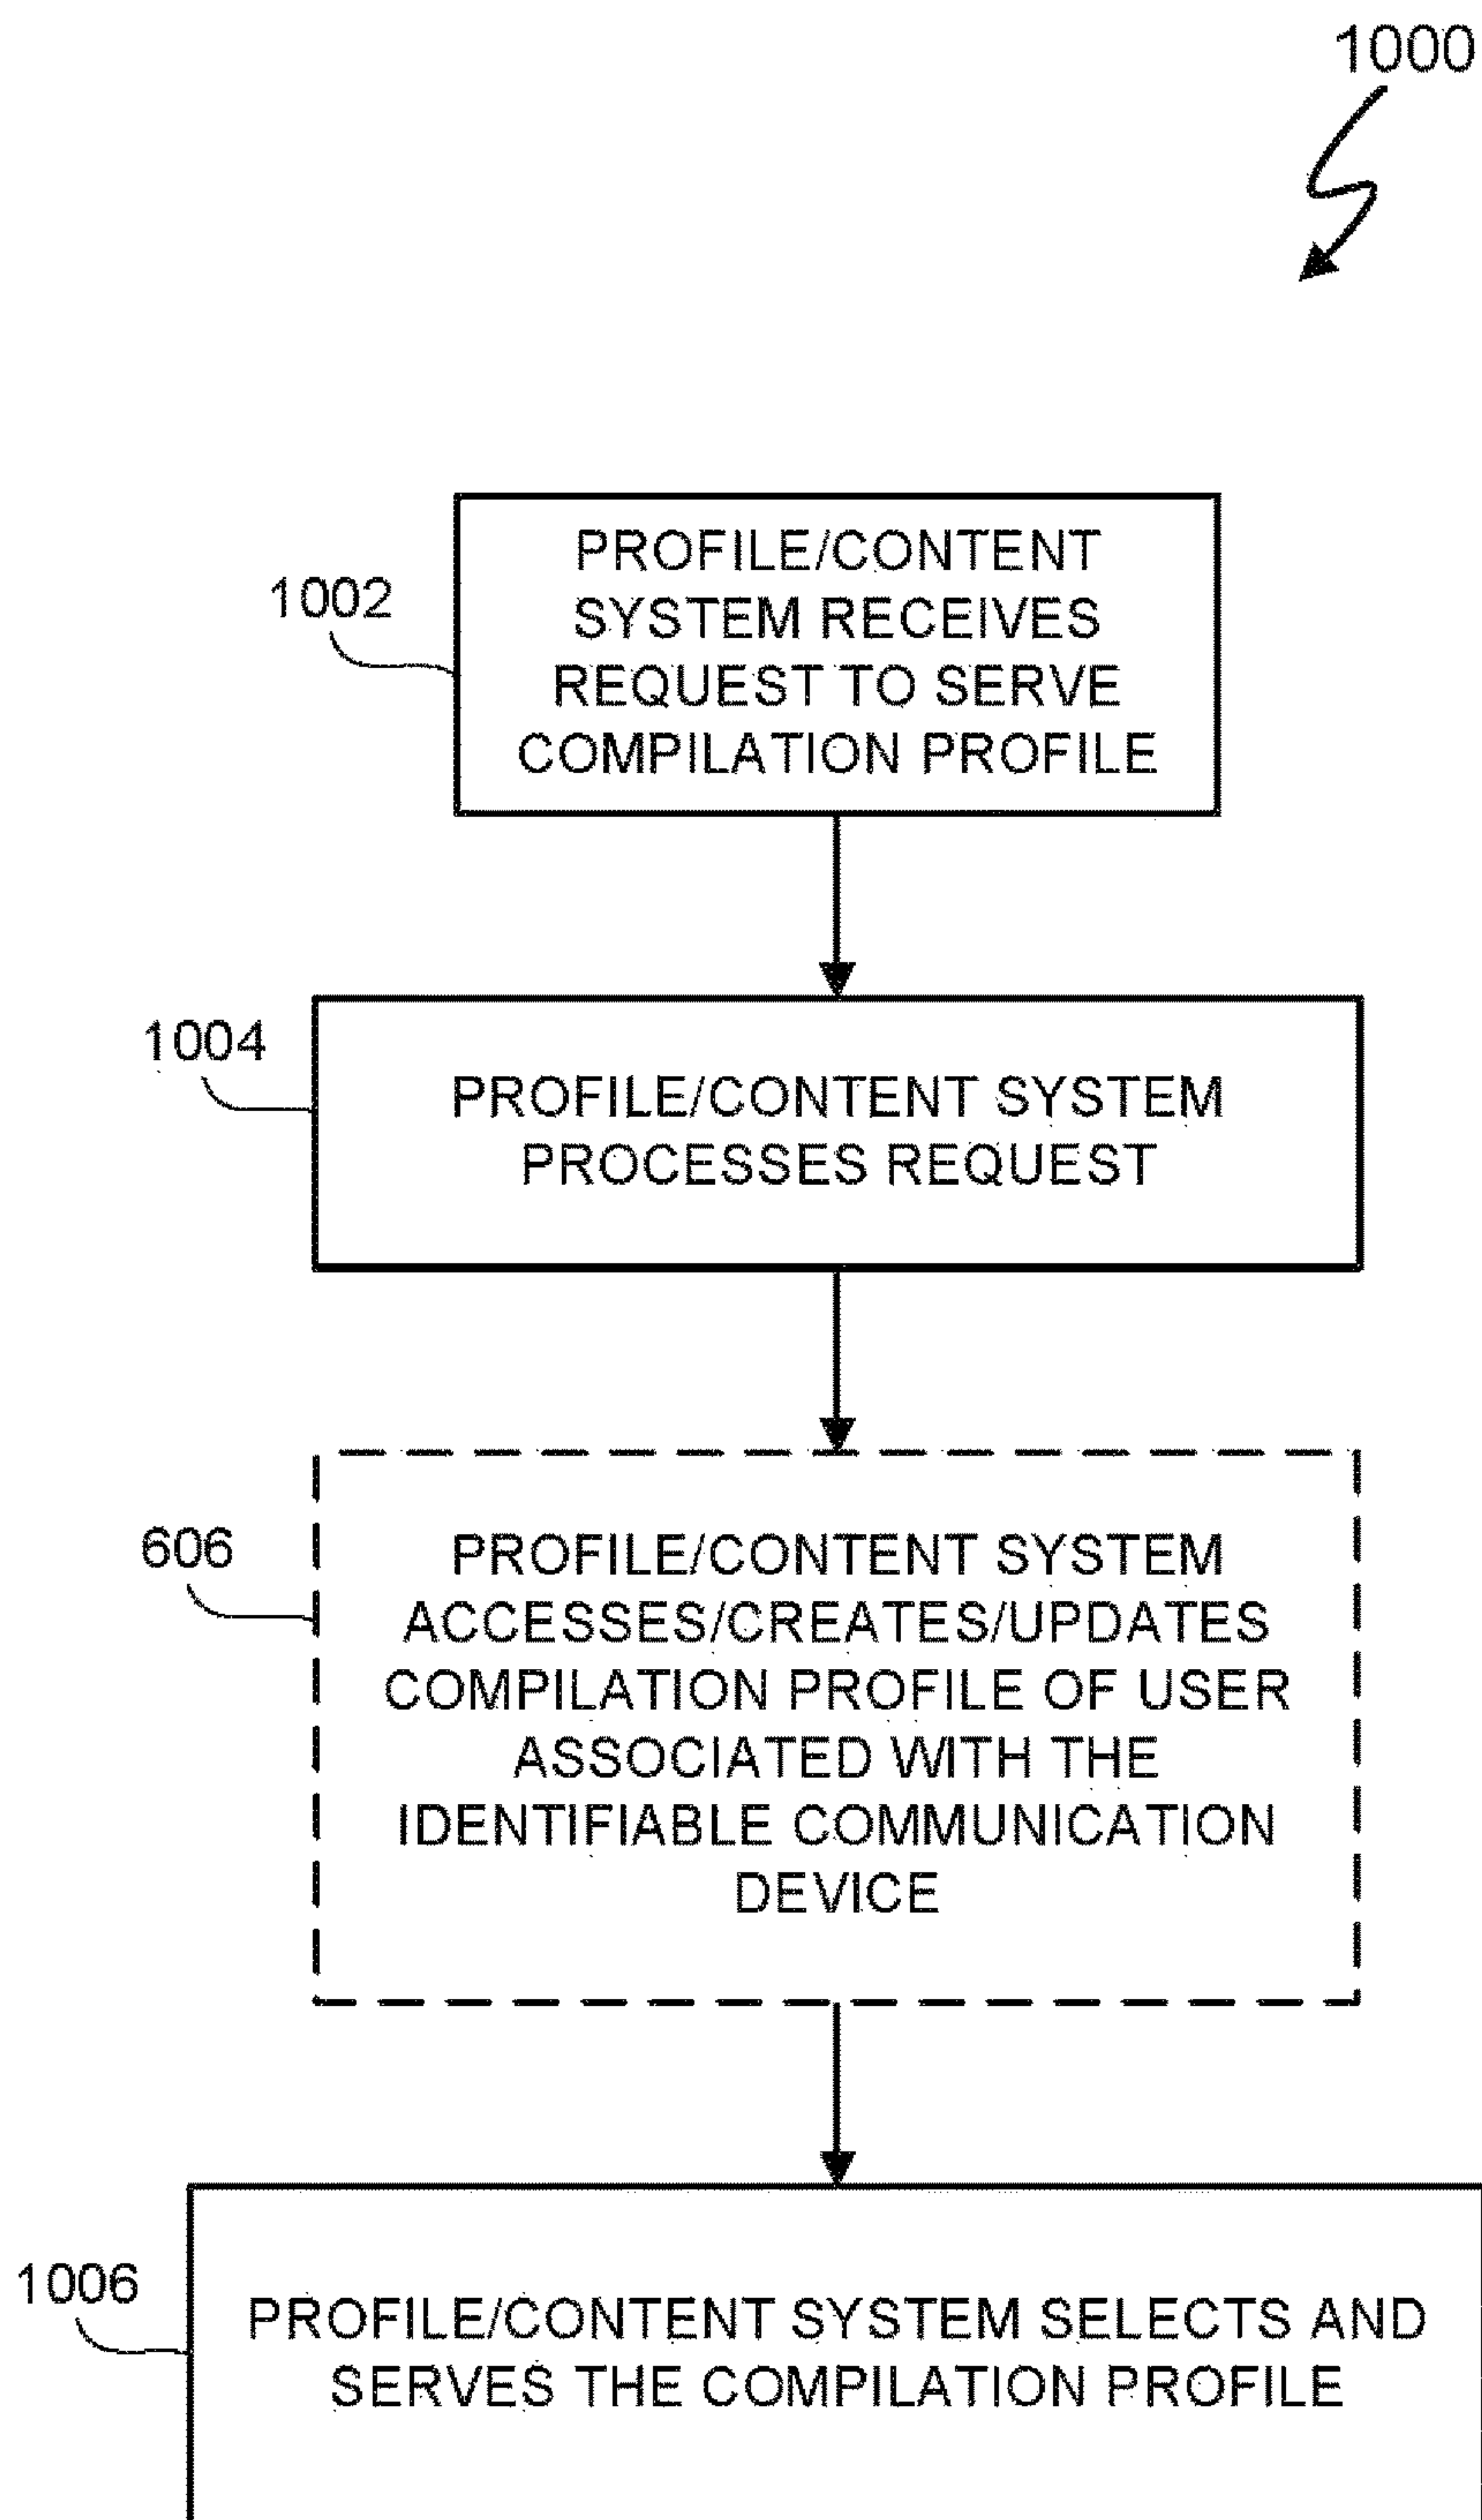 1000
1002
PROFILE/CONTENT
SYSTEM RECEIVES
REQUEST TO SERVE
COMPILATION PROFILE
1004
PROFILE/CONTENT SYSTEM
PROCESSES REQUEST
606
PROFILE/CONTENT SYSTEM
ACCESSES/CREATES/UPDATES
COMPILATION PROFILE OF USER
ASSOCIATED WITH THE
IDENTIFIABLE COMMUNICATION
DEVICE
1006
PROFILE/CONTENT SYSTEM SELECTS AND
SERVES THE COMPILATION PROFILE